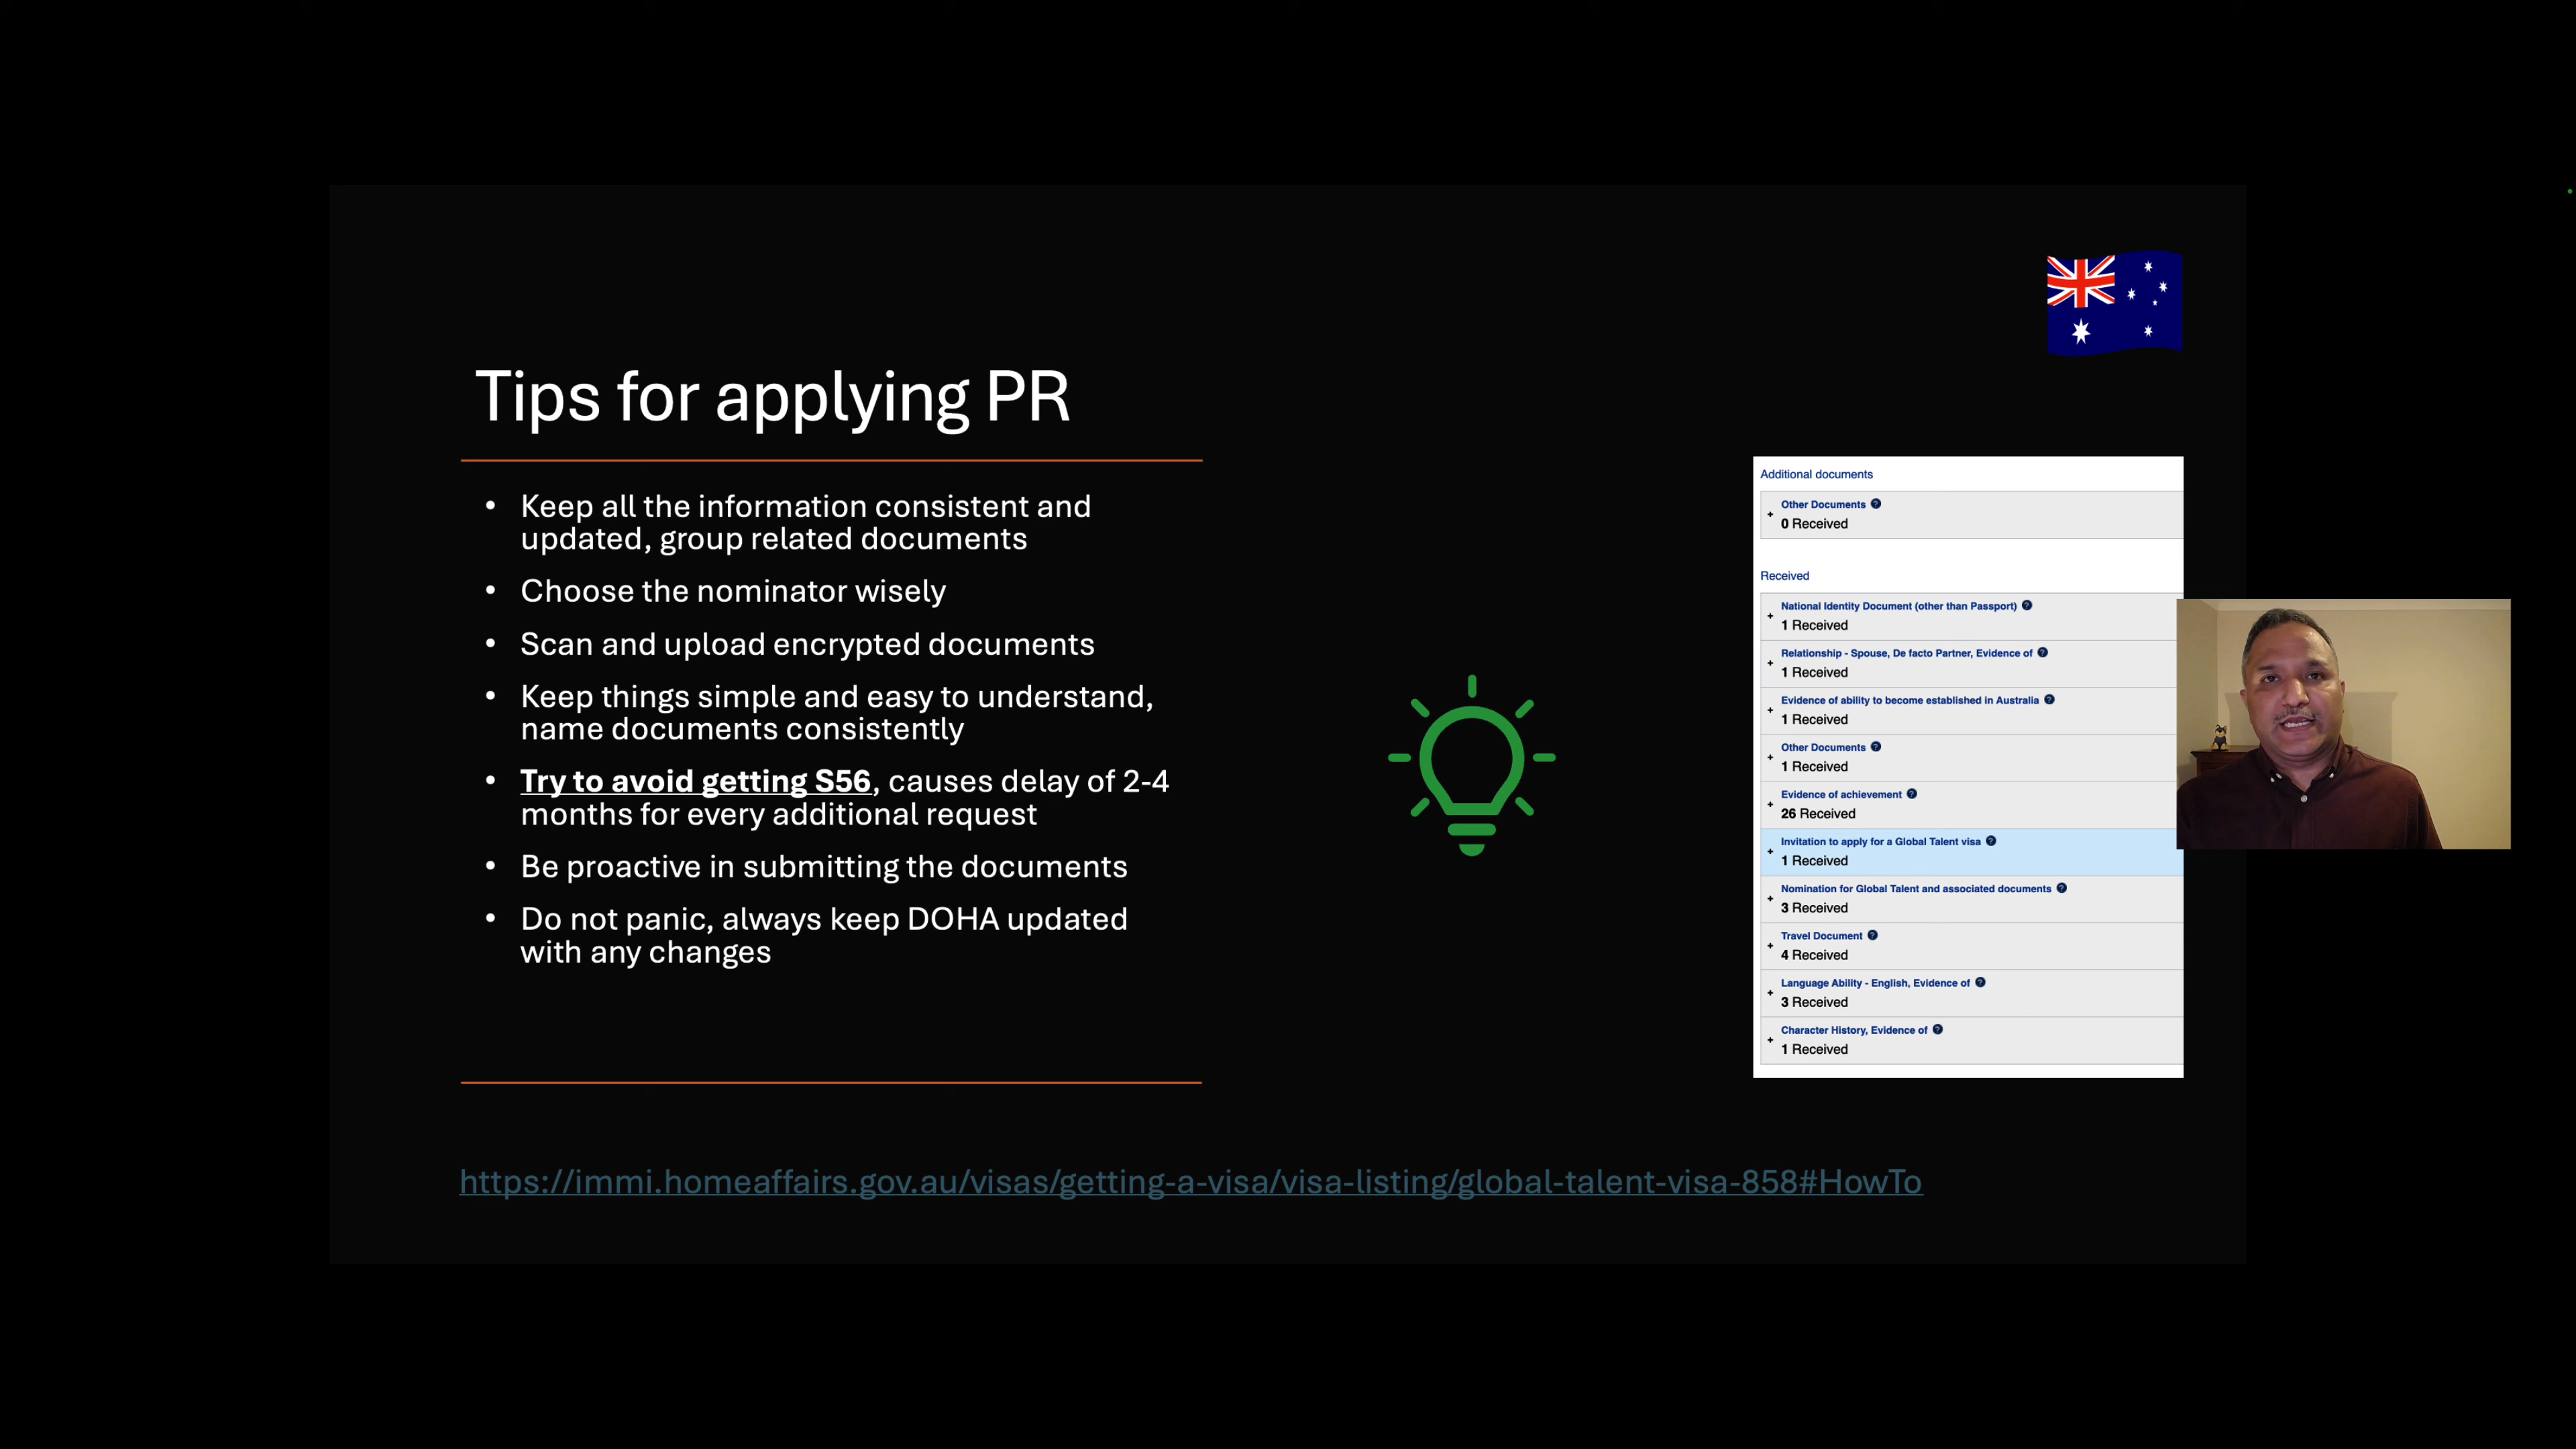 Tips for applying PR
• Keep all the information consistent and
updated, group related documents
• Choose the nominator wisely
• Scan and upload encrypted documents
• Keep things simple and easy to understand,
name documents consistently
• Try to avoid getting S56, causes delay of 2-4
months for every additional request
• Be proactive in submitting the documents
• Do not panic, always keep DOHA updated
with any changes
Additional documents
+ Other Documents ?
0 Received
Received
+ National Identity Document (other than Passport) ?
1 Received
+ Relationship - Spouse, De facto Partner, Evidence of ?
1 Received
+ Evidence of ability to become established in Australia ?
1 Received
+ Other Documents ?
1 Received
+ Evidence of achievement ?
26 Received
+ Invitation to apply for a Global Talent visa ?
1 Received
+ Nomination for Global Talent and associated documents ?
3 Received
+ Travel Document ?
4 Received
+ Language Ability - English, Evidence of ?
3 Received
+ Character History, Evidence of ?
1 Received
https://immi.homeaffairs.gov.au/visas/getting-a-visa/visa-listing/global-talent-visa-858#HowTo